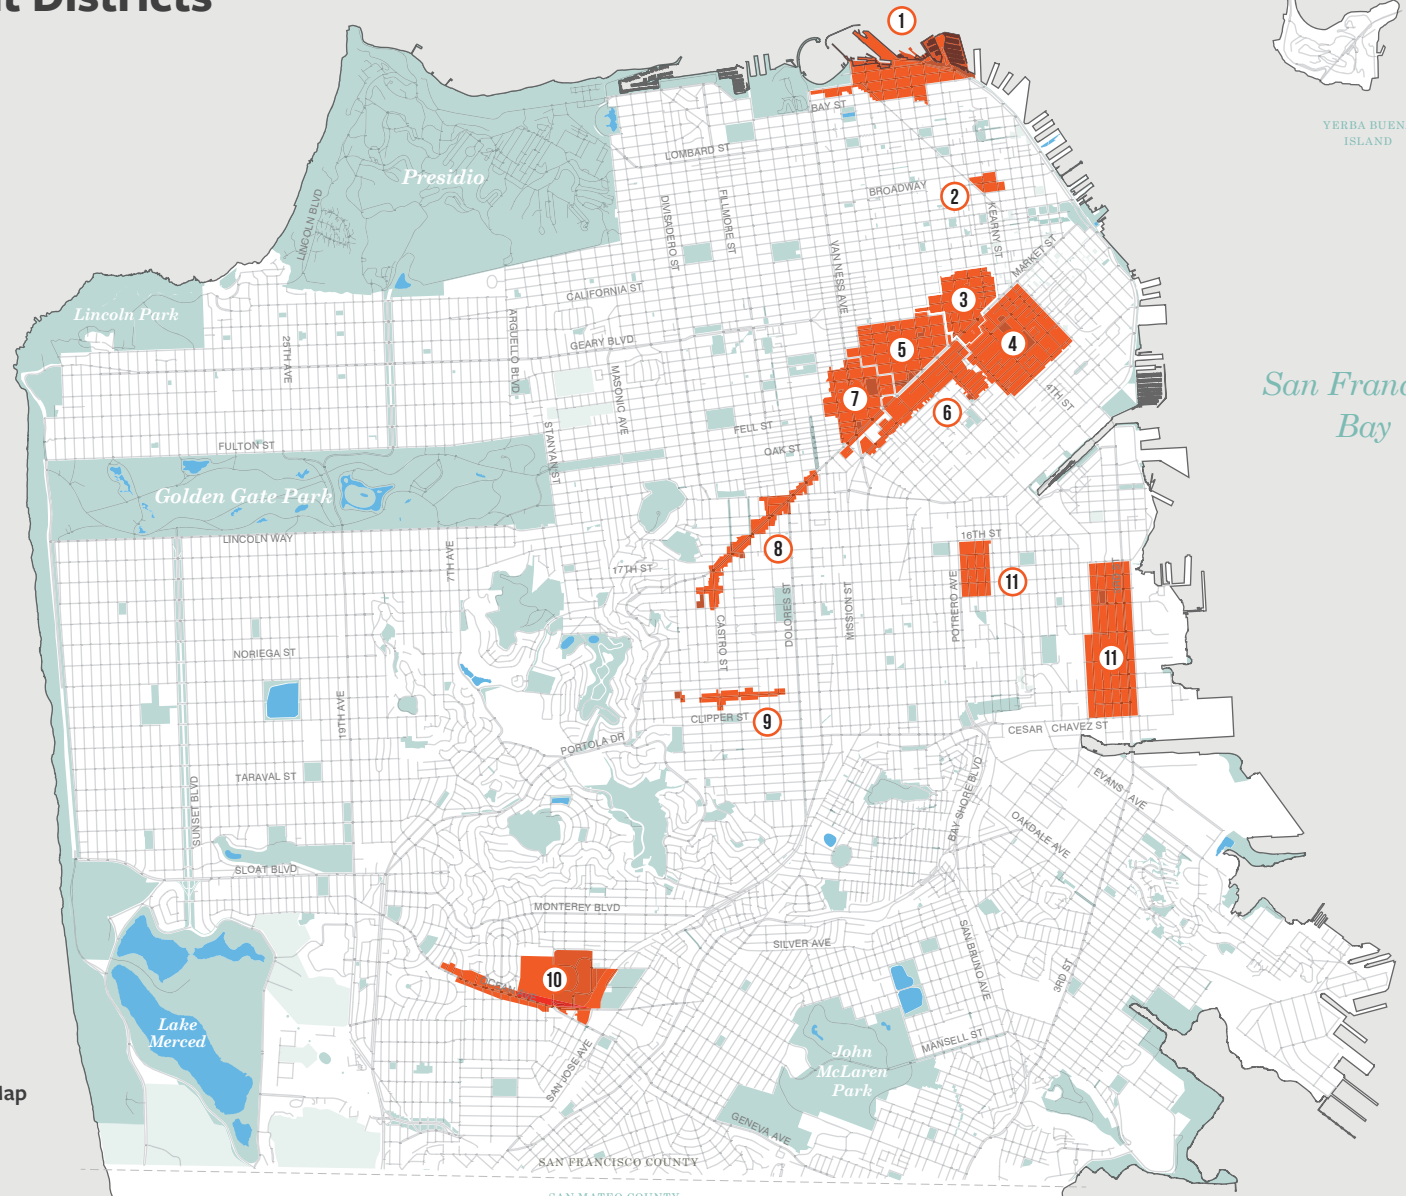 t Districts
1
YERBA BUEN
ISLAND
BAY ST
LOMBARD ST
Presidio
BROADWAY
2
LINCOLN BLVD
DIVISADERO ST
FILLMORE ST
KEARNY ST
MARKET ST
VAN NESS AVE
CALIFORNIA ST
3
Lincoln Park
ARGUELLO BLVD
25TH AVE
GEARY BLVD
4
5
MASONIC AVE
San Franc
Bay
4TH ST
7
6
FELL ST
FULTON ST
STANYAN ST
OAK ST
Golden Gate Park
LINCOLN WAY
16TH ST
8
7TH AVE
17TH ST
11
POTRERO AVE
DOLORES ST
MISSION ST
CASTRO ST
NORIEGA ST
11
19TH AVE
CLIPPER ST
9
CESAR CHAVEZ ST
PORTOLA DR
TARAVAL ST
SUNSET BLVD
BAY SHORE BLVD
EVANS AVE
OAKDALE AVE
SLOAT BLVD
MONTEREY BLVD
SILVER AVE
SAN BRUNO AVE
3RD ST
10
Lake
Merced
MANSELL ST
John
McLaren
Park
SAN JOSE AVE
GENEVA AVE
SAN FRANCISCO COUNTY
SAN MATEO COUNTY